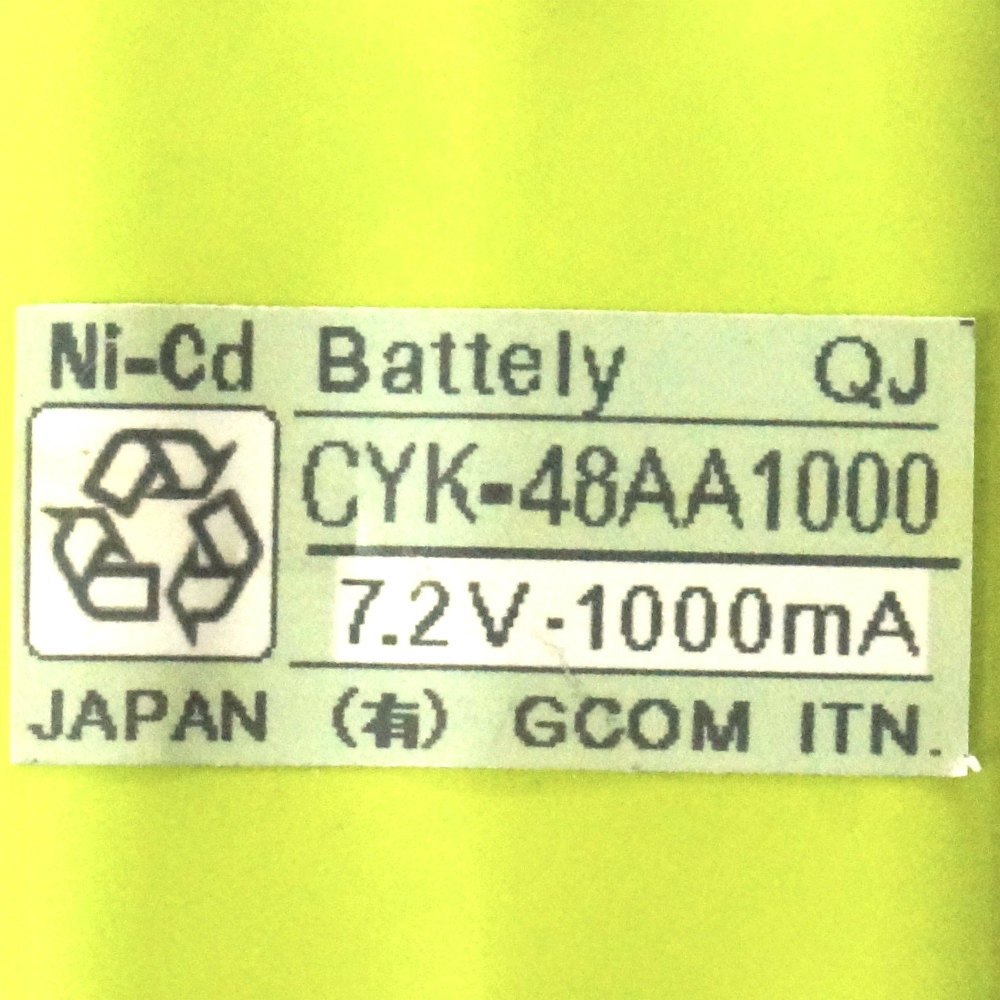 Ni-Cd Battely QJ
CYK-48AA1000
7.2V·1000mA
JAPAN (有) GCOM ITN.